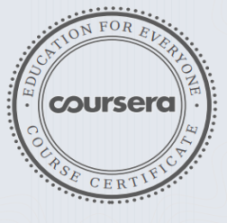 EDUCATION FOR EVERYONE
coursera
COURSE CERTIFICATE